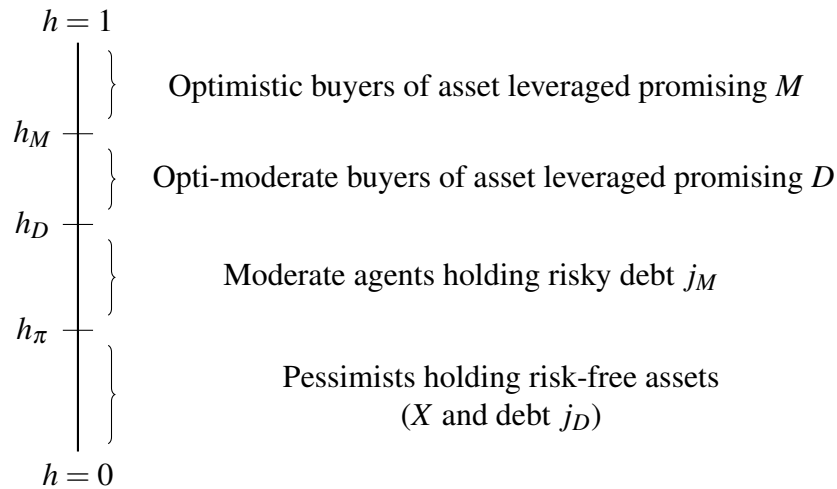 h = 1
Optimistic buyers of asset leveraged promising M
h_M
Opti-moderate buyers of asset leveraged promising D
h_D
Moderate agents holding risky debt j_M
h_π
Pessimists holding risk-free assets
(X and debt j_D)
h = 0